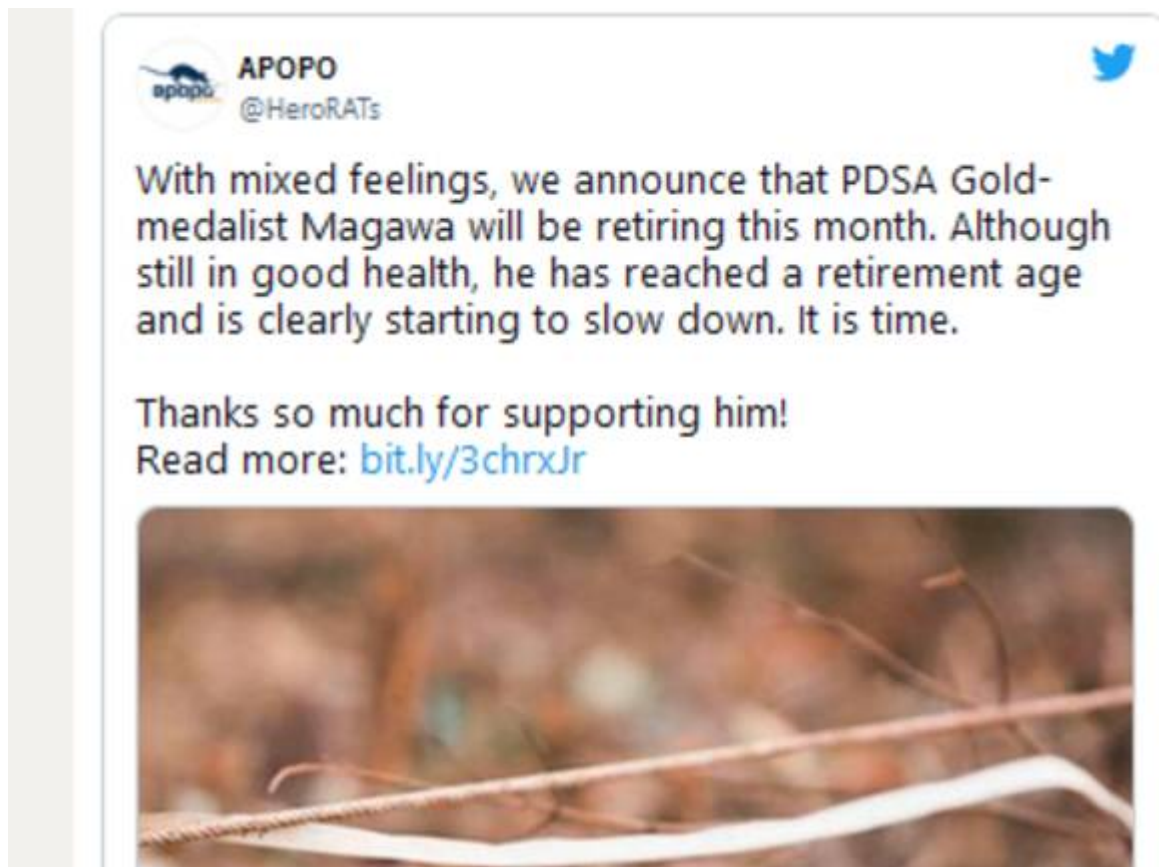 apopo
APOPO
@HeroRATs
With mixed feelings, we announce that PDSA Gold-
medalist Magawa will be retiring this month. Although
still in good health, he has reached a retirement age
and is clearly starting to slow down. It is time.
Thanks so much for supporting him!
Read more: bit.ly/3chrxJr